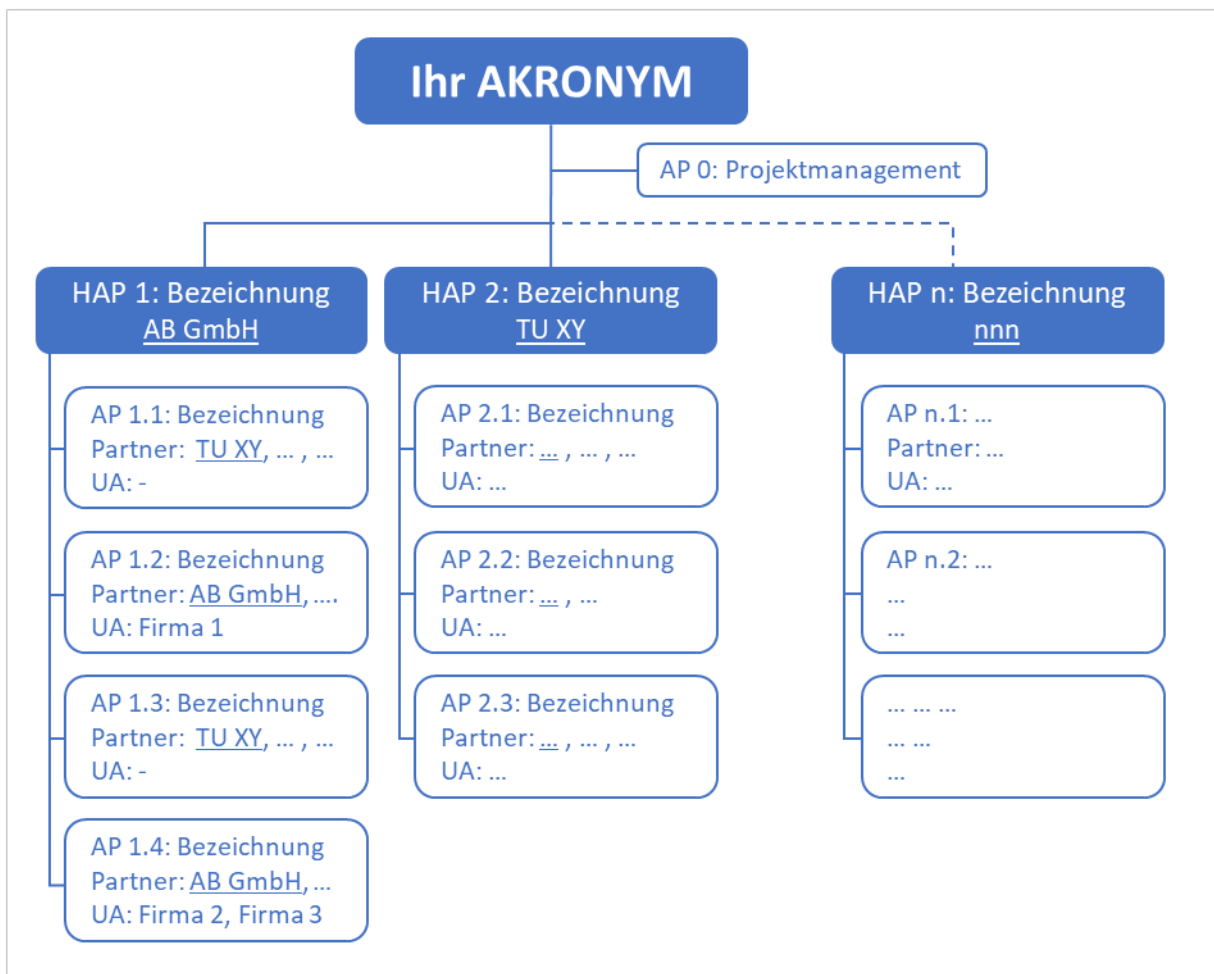 Ihr AKRONYM
AP 0: Projektmanagement
HAP 1: Bezeichnung
AB GmbH
AP 1.1: Bezeichnung
Partner: TU XY, ... , ...
UA: -
AP 1.2: Bezeichnung
Partner: AB GmbH, ....
UA: Firma 1
AP 1.3: Bezeichnung
Partner: TU XY, ... , ...
UA: -
AP 1.4: Bezeichnung
Partner: AB GmbH, ...
UA: Firma 2, Firma 3
HAP 2: Bezeichnung
TU XY
AP 2.1: Bezeichnung
Partner: ... , ... , ...
UA: ...
AP 2.2: Bezeichnung
Partner: ... , ...
UA: ...
AP 2.3: Bezeichnung
Partner: ... , ... , ...
UA: ...
HAP n: Bezeichnung
nnn
AP n.1: ...
Partner: ...
UA: ...
AP n.2: ...
...
...
... ... ...
... ...
...